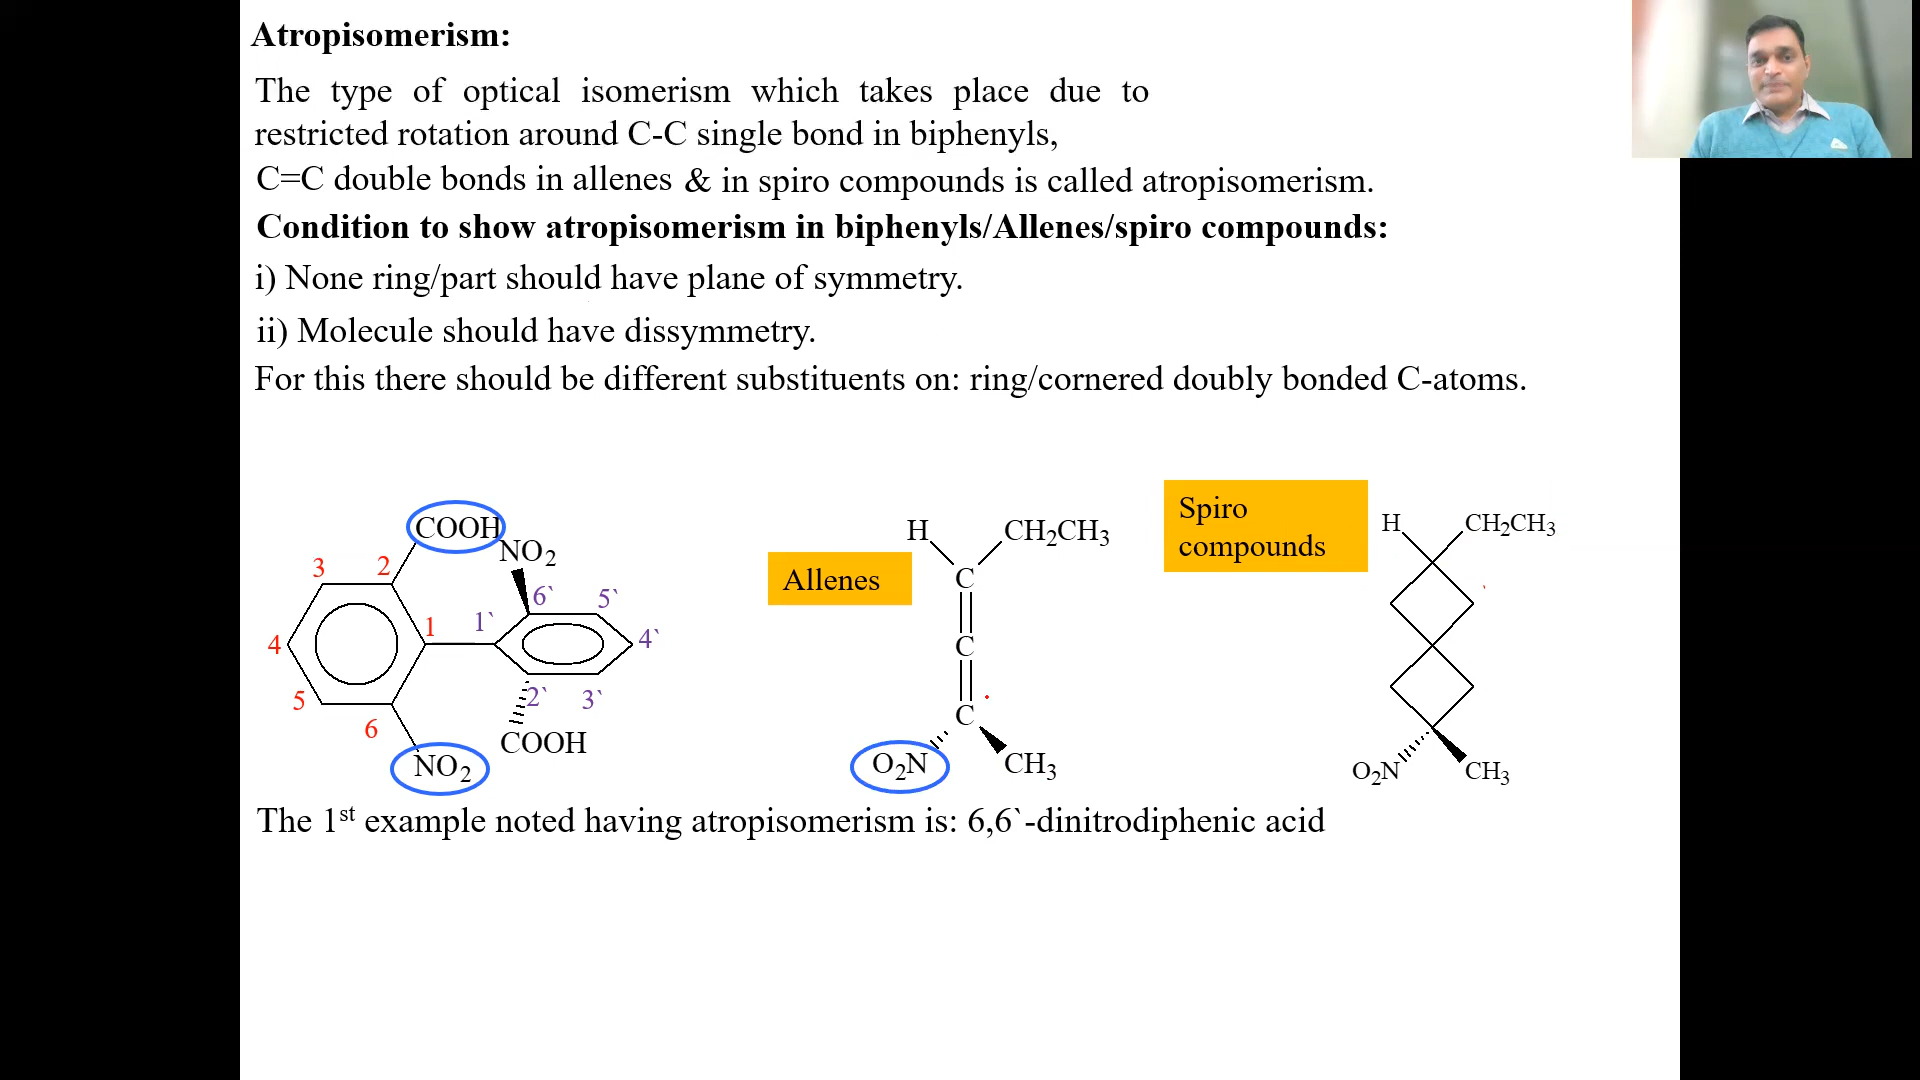 Atropisomerism:
The type of optical isomerism which takes place due to
restricted rotation around C-C single bond in biphenyls,
C=C double bonds in allenes & in spiro compounds is called atropisomerism.
Condition to show atropisomerism in biphenyls/Allenes/spiro compounds:
i) None ring/part should have plane of symmetry.
ii) Molecule should have dissymmetry.
For this there should be different substituents on: ring/cornered doubly bonded C-atoms.
COOH
NO2
3
2
6`
5`
1
1`
4
4`
5
2`
3`
6
COOH
NO2
Allenes
H
CH2CH3
C
C
C
O2N
CH3
Spiro
compounds
H
CH2CH3
O2N
CH3
The 1st example noted having atropisomerism is: 6,6`-dinitrodiphenic acid